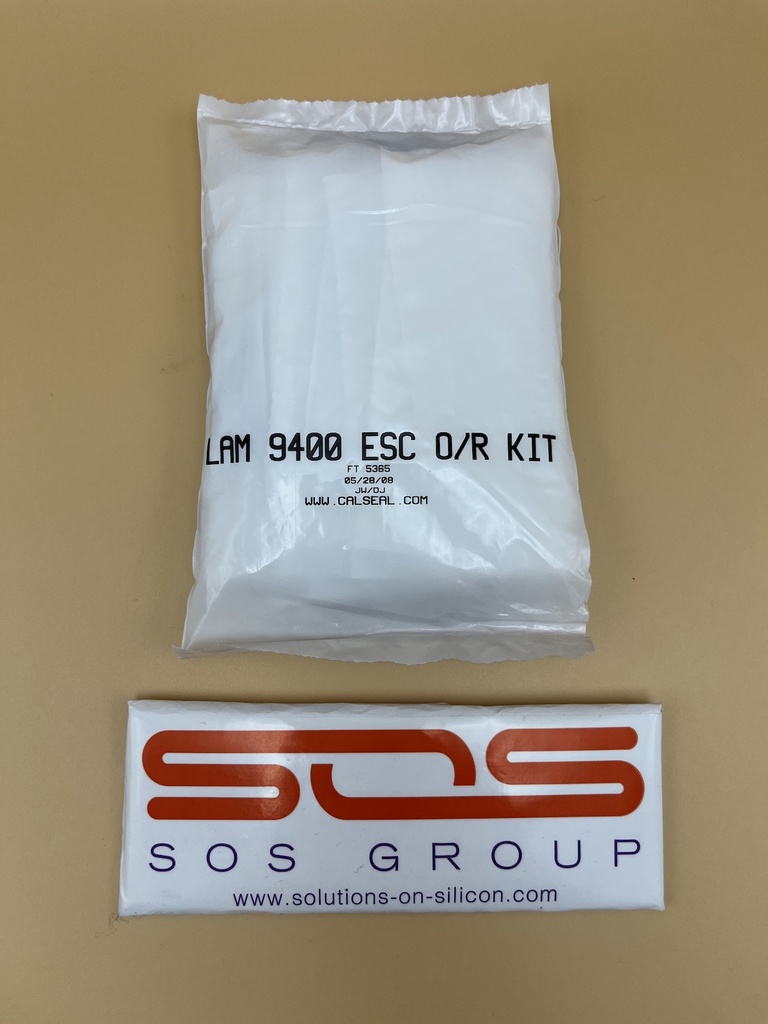 LAM 9400 ESC O/R KIT
FT 5365
05/28/08
JW/DJ
WWW.CALSEAL.COM
SOS
SOS GROUP
www.solutions-on-silicon.com